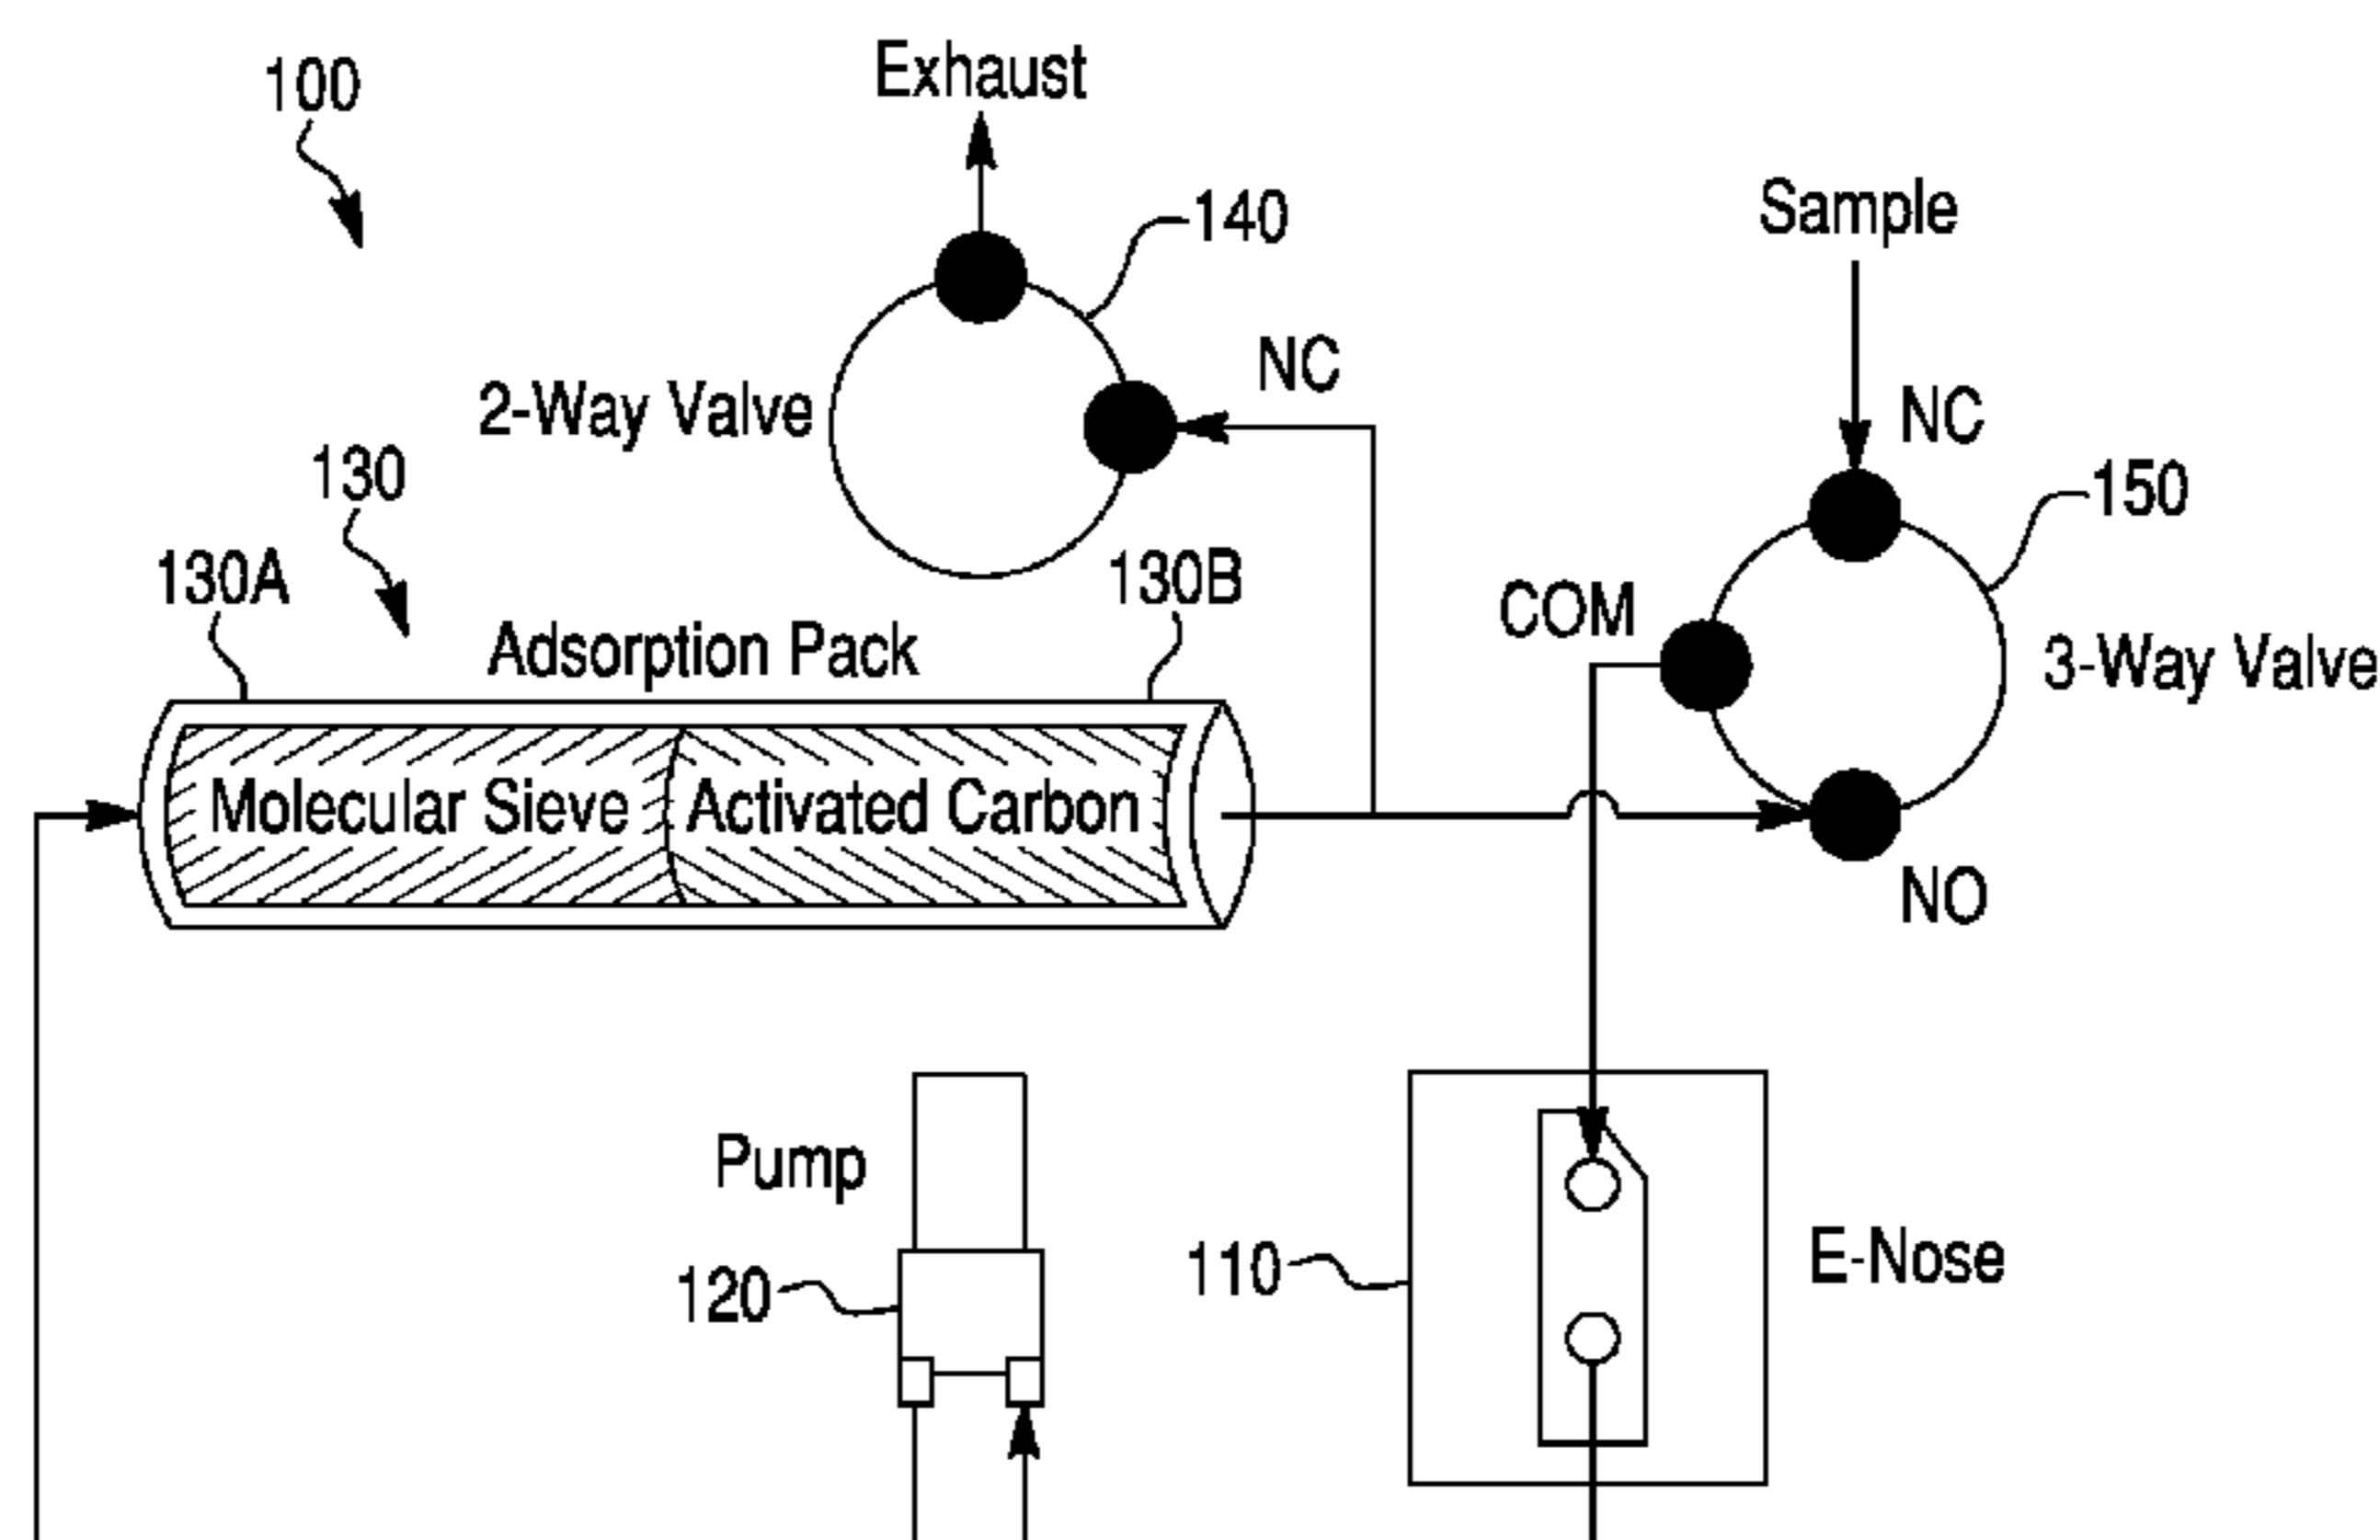 100
Exhaust
140
Sample
2-Way Valve
NC
NC
130
150
130A
130B
COM
Adsorption Pack
3-Way Valve
Molecular Sieve
Activated Carbon
NO
Pump
120
110
E-Nose